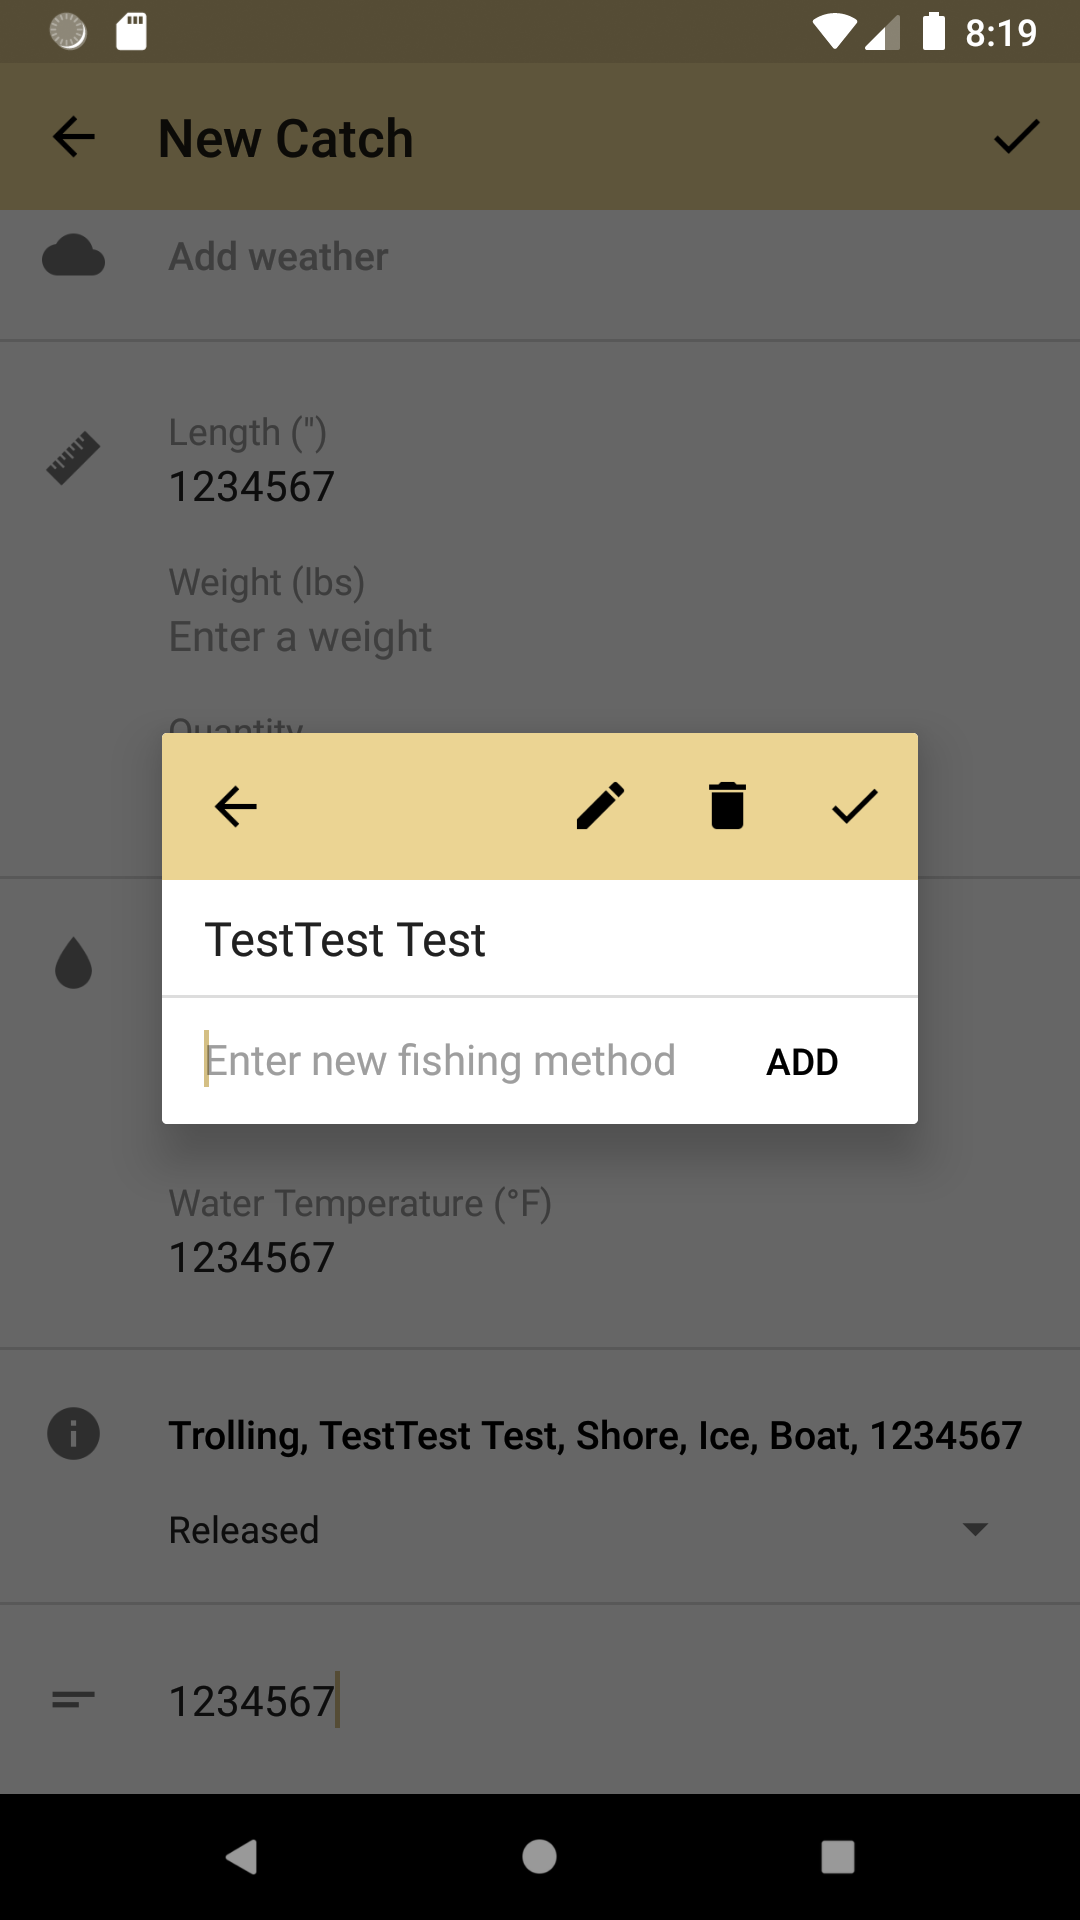 8:19
New Catch
Add weather
Length (")
1234567
Weight (lbs)
Enter a weight
Quantity
TestTest Test
Enter new fishing method
ADD
Water Temperature (°F)
1234567
Trolling, TestTest Test, Shore, Ice, Boat, 1234567
Released
1234567